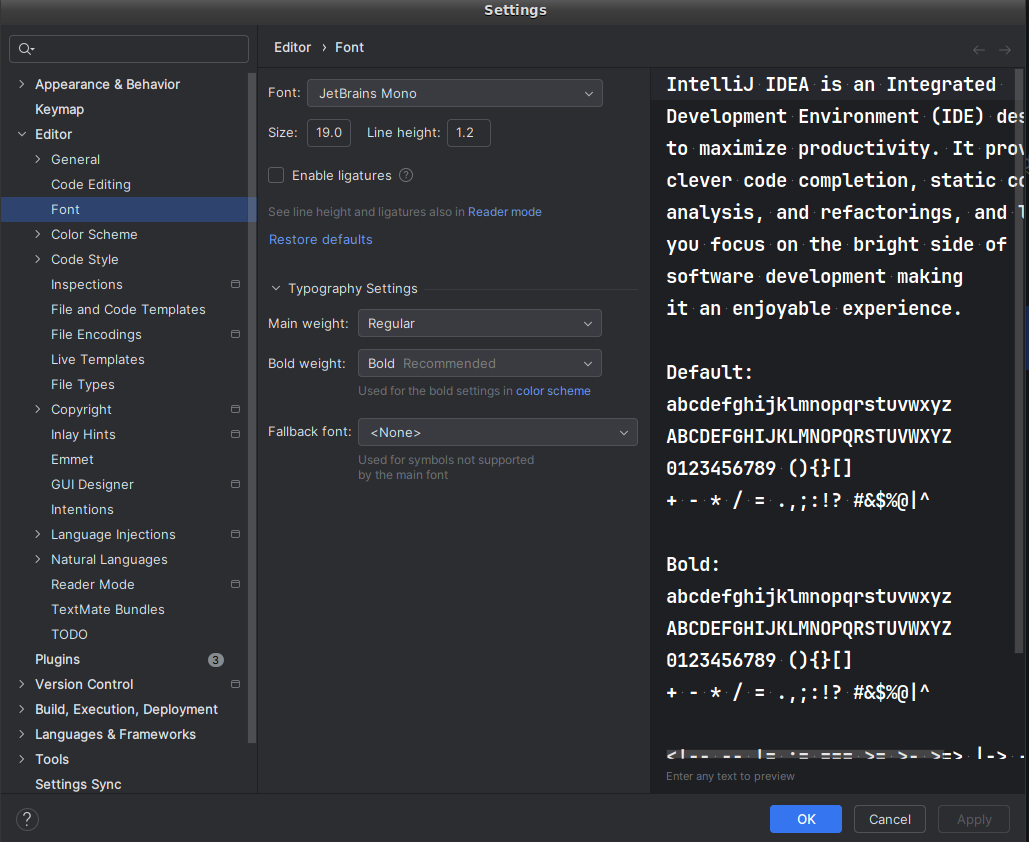 Settings
Editor › Font
Appearance & Behavior
Keymap
Editor
General
Code Editing
Font
Color Scheme
Code Style
Inspections
File and Code Templates
File Encodings
Live Templates
File Types
Copyright
Inlay Hints
Emmet
GUI Designer
Intentions
Language Injections
Natural Languages
Reader Mode
TextMate Bundles
TODO
Plugins 3
Version Control
Build, Execution, Deployment
Languages & Frameworks
Tools
Settings Sync
?
Font: JetBrains Mono
Size: 19.0 Line height: 1.2
Enable ligatures ?
See line height and ligatures also in Reader mode
Restore defaults
Typography Settings
Main weight: Regular
Bold weight: Bold Recommended
Used for the bold settings in color scheme
Fallback font: <None>
Used for symbols not supported
by the main font
IntelliJ IDEA is an Integrated
Development Environment (IDE) des
to maximize productivity. It prov
clever code completion, static co
analysis, and refactorings, and l
you focus on the bright side of
software development making
it an enjoyable experience.
Default:
abcdefghijklmnopqrstuvwxyz
ABCDEFGHIJKLMNOPQRSTUVWXYZ
0123456789 (){}[]
+ - * / = .,;:!? #&$%@|^
Bold:
abcdefghijklmnopqrstuvwxyz
ABCDEFGHIJKLMNOPQRSTUVWXYZ
0123456789 (){}[]
+ - * / = .,;:!? #&$%@|^
<!-- -- != := === >= >- >=> |->
Enter any text to preview
OK Cancel Apply